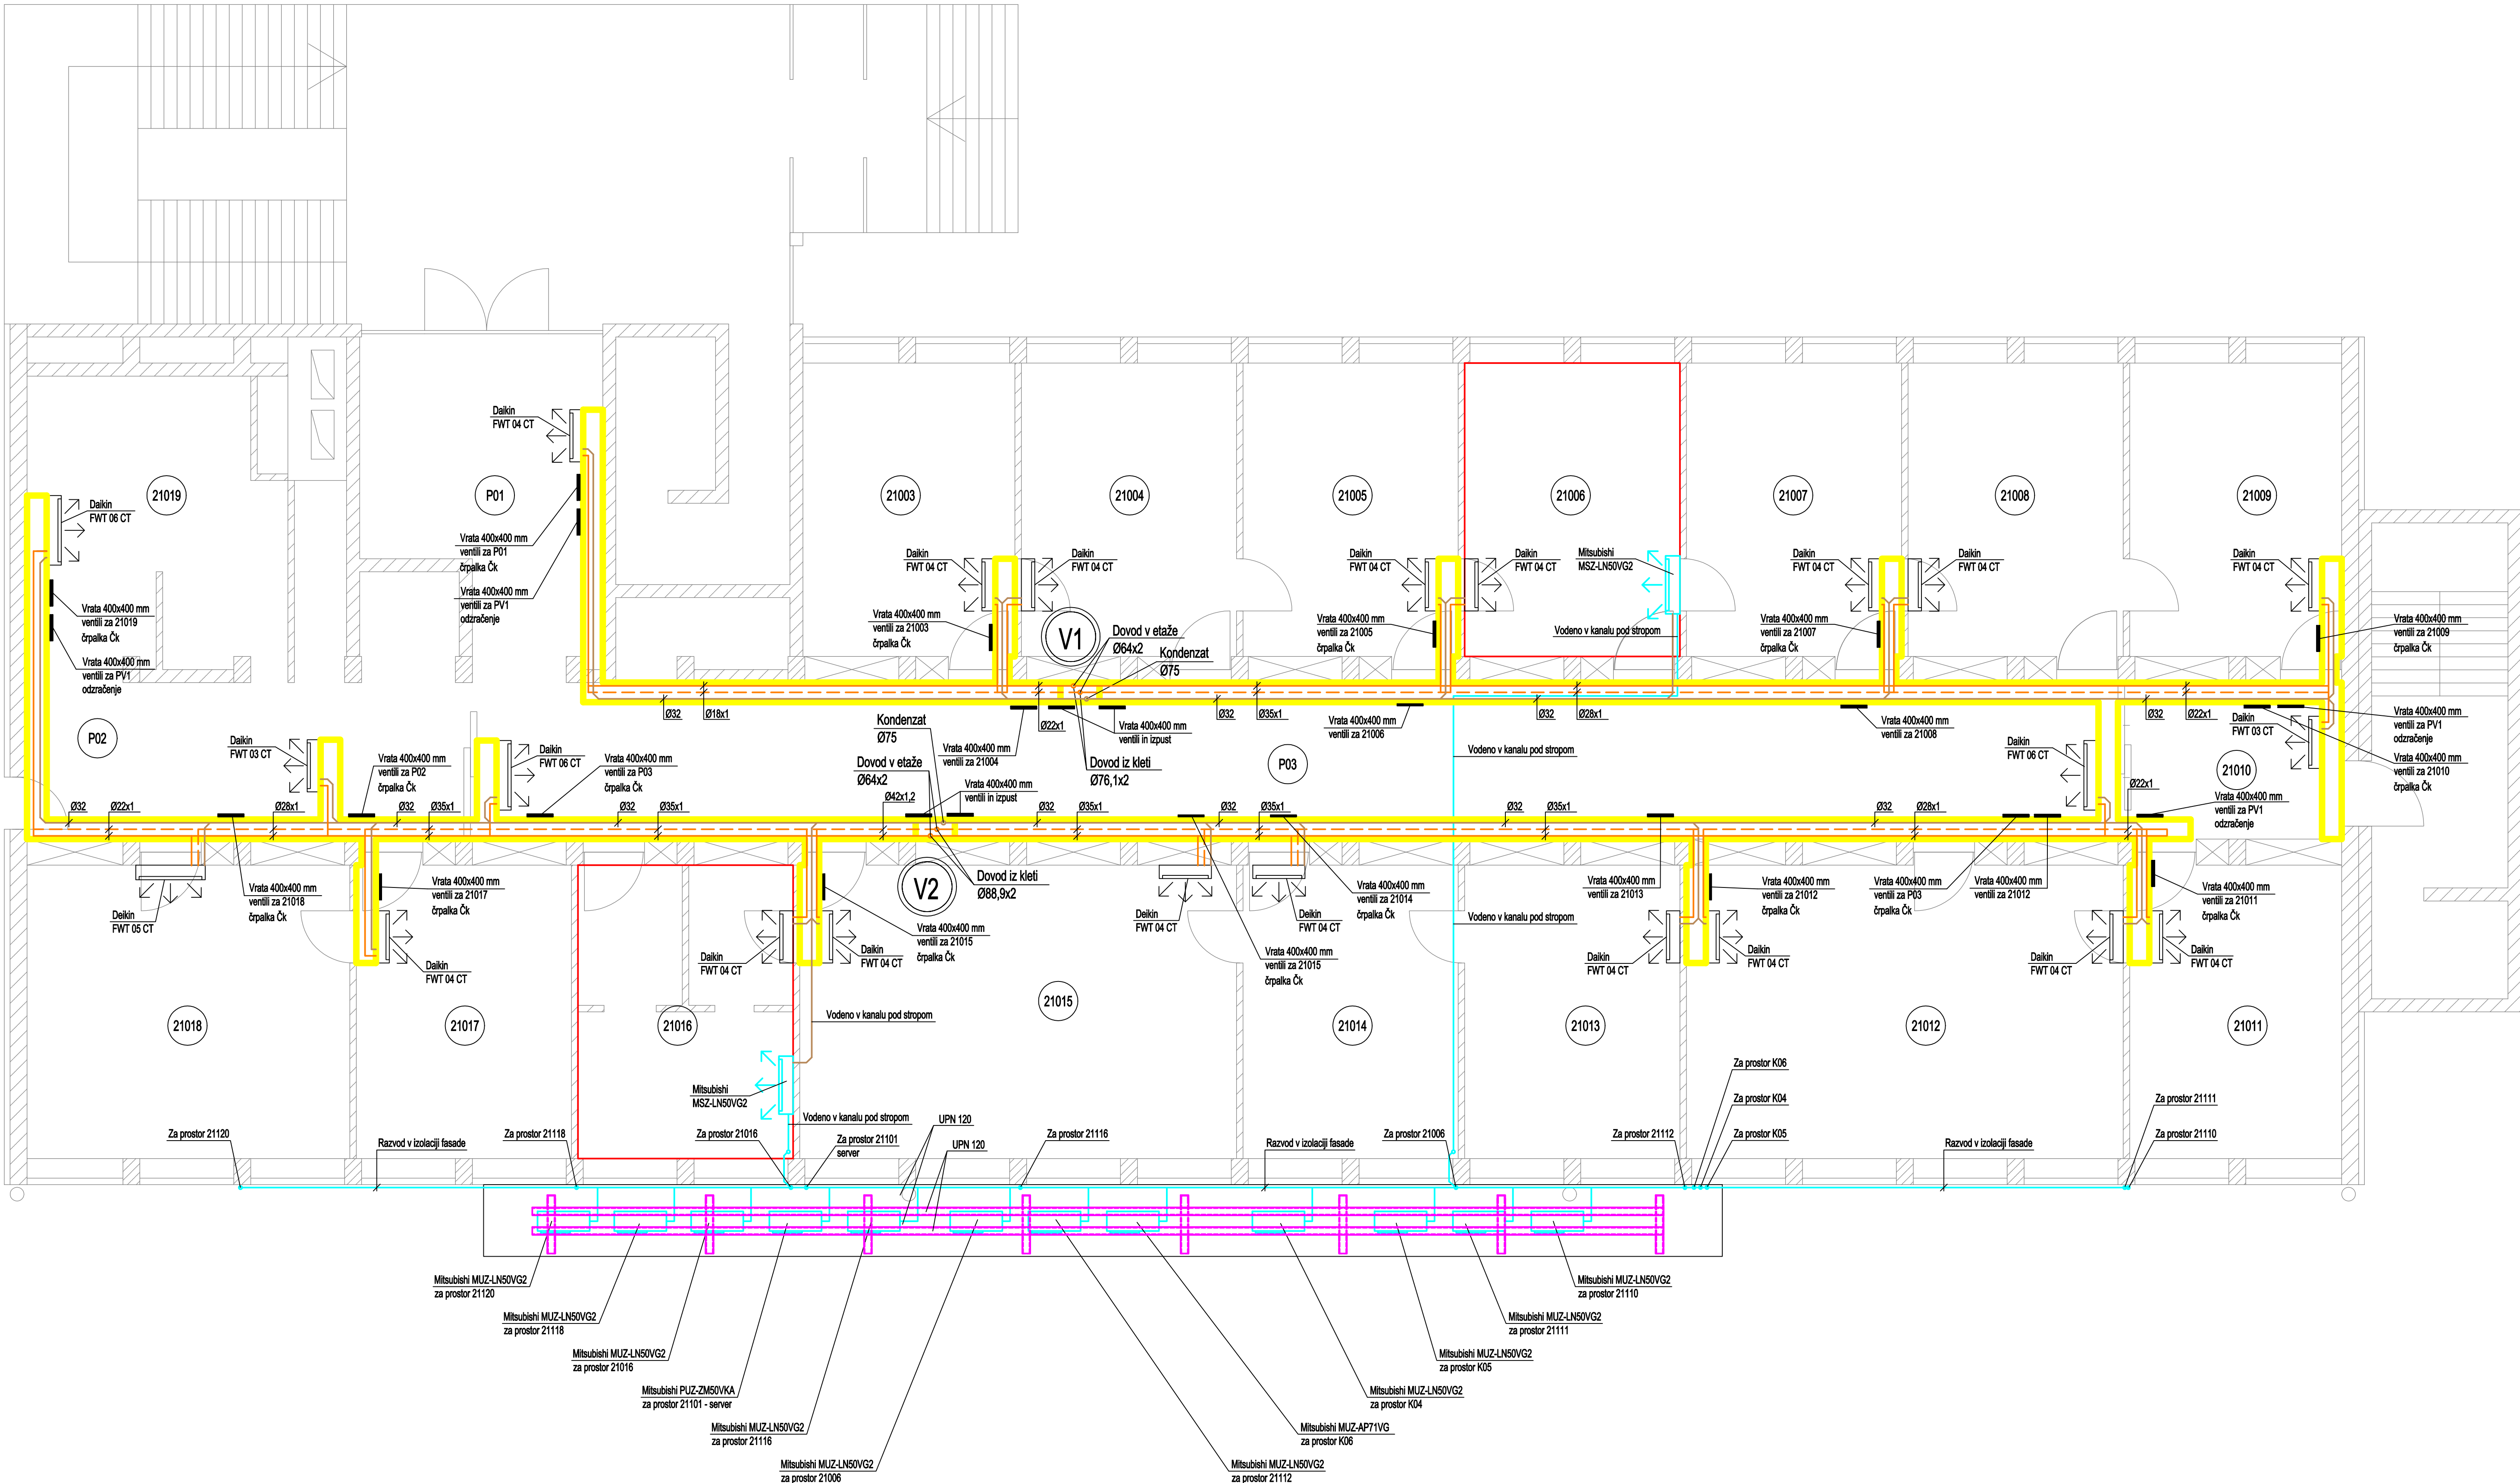 Daikin
FWT 04 CT
21019
P01
21003
21004
21005
21006
21007
21008
21009
Daikin
FWT 06 CT
Vrata 400x400 mm
ventili za P01
črpalka Čk
Vrata 400x400 mm
ventili za PV1
odzračenje
Daikin
FWT 04 CT
Daikin
FWT 04 CT
Daikin
FWT 04 CT
Daikin
FWT 04 CT
Mitsubishi
MSZ-LN50VG2
Daikin
FWT 04 CT
Daikin
FWT 04 CT
Daikin
FWT 04 CT
Vrata 400x400 mm
ventili za 21019
črpalka Čk
Vrata 400x400 mm
ventili za PV1
odzračenje
Vrata 400x400 mm
ventili za 21003
črpalka Čk
V1
Dovod v etaže
Ø64x2
Kondenzat
Ø75
Vrata 400x400 mm
ventili za 21005
črpalka Čk
Vodeno v kanalu pod stropom
Vrata 400x400 mm
ventili za 21007
črpalka Čk
Vrata 400x400 mm
ventili za 21009
črpalka Čk
Ø32
Ø18x1
Ø22x1
Ø32
Ø35x1
Ø32
Ø28x1
Ø32
Ø22x1
P02
Daikin
FWT 03 CT
Vrata 400x400 mm
ventili za P02
črpalka Čk
Daikin
FWT 06 CT
Vrata 400x400 mm
ventili za P03
črpalka Čk
Kondenzat
Ø75
Dovod v etaže
Ø64x2
Vrata 400x400 mm
ventili za 21004
Vrata 400x400 mm
ventili in izpust
Vrata 400x400 mm
ventili in izpust
Dovod iz kleti
Ø76,1x2
P03
Vrata 400x400 mm
ventili za 21006
Vodeno v kanalu pod stropom
Vrata 400x400 mm
ventili za 21008
Daikin
FWT 06 CT
Daikin
FWT 03 CT
21010
Vrata 400x400 mm
ventili za PV1
odzračenje
Vrata 400x400 mm
ventili za 21010
črpalka Čk
Vrata 400x400 mm
ventili za PV1
odzračenje
Ø32
Ø22x1
Ø28x1
Ø32
Ø35x1
Ø32
Ø35x1
Ø42x1,2
Ø32
Ø35x1
Ø32
Ø35x1
Ø32
Ø35x1
Ø32
Ø28x1
Ø22x1
Deikin
FWT 05 CT
Vrata 400x400 mm
ventili za 21018
črpalka Čk
Vrata 400x400 mm
ventili za 21017
črpalka Čk
Daikin
FWT 04 CT
Daikin
FWT 04 CT
Daikin
FWT 04 CT
V2
Dovod iz kleti
Ø88,9x2
Vrata 400x400 mm
ventili za 21015
črpalka Čk
Deikin
FWT 04 CT
Deikin
FWT 04 CT
Vrata 400x400 mm
ventili za 21015
črpalka Čk
Vrata 400x400 mm
ventili za 21014
črpalka Čk
Vodeno v kanalu pod stropom
Vrata 400x400 mm
ventili za 21013
Daikin
FWT 04 CT
Vrata 400x400 mm
ventili za 21012
črpalka Čk
Daikin
FWT 04 CT
Vrata 400x400 mm
ventili za P03
črpalka Čk
Vrata 400x400 mm
ventili za 21012
Daikin
FWT 04 CT
Vrata 400x400 mm
ventili za 21011
črpalka Čk
Daikin
FWT 04 CT
21018
21017
21016
21015
21014
21013
21012
21011
Vodeno v kanalu pod stropom
Mitsubishi
MSZ-LN50VG2
Vodeno v kanalu pod stropom
Za prostor 21120
Razvod v izolaciji fasade
Za prostor 21118
Za prostor 21016
Za prostor 21101
server
UPN 120
UPN 120
Za prostor 21116
Razvod v izolaciji fasade
Za prostor 21006
Za prostor 21112
Za prostor K06
Za prostor K04
Za prostor K05
Razvod v izolaciji fasade
Za prostor 21111
Za prostor 21110
Mitsubishi MUZ-LN50VG2
za prostor 21120
Mitsubishi MUZ-LN50VG2
za prostor 21118
Mitsubishi MUZ-LN50VG2
za prostor 21016
Mitsubishi PUZ-ZM50VKA
za prostor 21101 - server
Mitsubishi MUZ-LN50VG2
za prostor 21116
Mitsubishi MUZ-LN50VG2
za prostor 21006
Mitsubishi MUZ-LN50VG2
za prostor 21110
Mitsubishi MUZ-LN50VG2
za prostor 21111
Mitsubishi MUZ-LN50VG2
za prostor K05
Mitsubishi MUZ-LN50VG2
za prostor K04
Mitsubishi MUZ-AP71VG
za prostor K06
Mitsubishi MUZ-LN50VG2
za prostor 21112